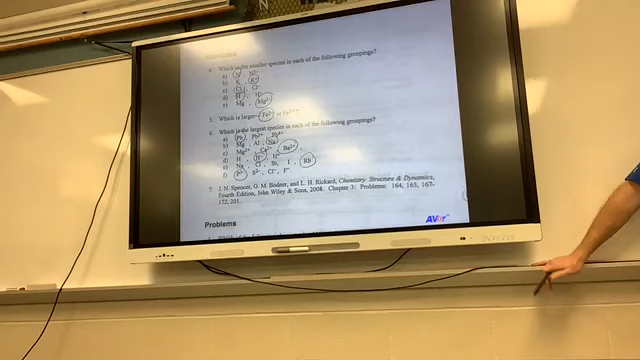 4. Which is the smaller species in each of the following groupings?
a) N N³⁻
b) K K⁺
c) Cl Cl⁻
d) H⁻
e) Mg Mg²⁺
5. Which is larger Fe²⁺ or Fe³⁺
6. Which is the largest species in each of the following groupings?
a) Pb Pb²⁺ Pb⁴⁺
b) Mg Al Na
c) Mg²⁺ Ca²⁺ Ba²⁺
d) H H⁻ H⁺
e) Na Cl Br, I, Rb
f) P³⁻ S²⁻, Cl⁻, F⁻
7. J. N. Spencer, G. M. Bodner, and L. H. Rickard, Chemistry: Structure & Dynamics,
Fourth Edition, John Wiley & Sons, 2008. Chapter 3: Problems: 164, 165, 167-
172, 201.
Problems
AVer